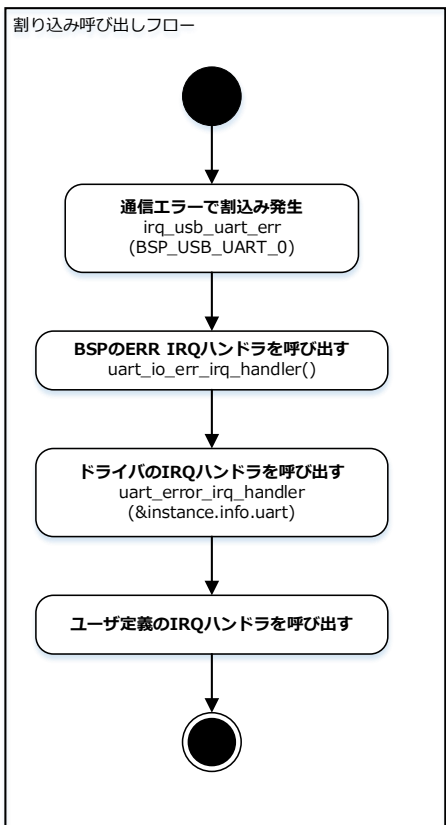 割り込み呼び出しフロー
通信エラーで割込み発生
irq_usb_uart_err
(BSP_USB_UART_0)
BSPのERR IRQハンドラを呼び出す
uart_io_err_irq_handler()
ドライバのIRQハンドラを呼び出す
uart_error_irq_handler
(&instance.info.uart)
ユーザ定義のIRQハンドラを呼び出す